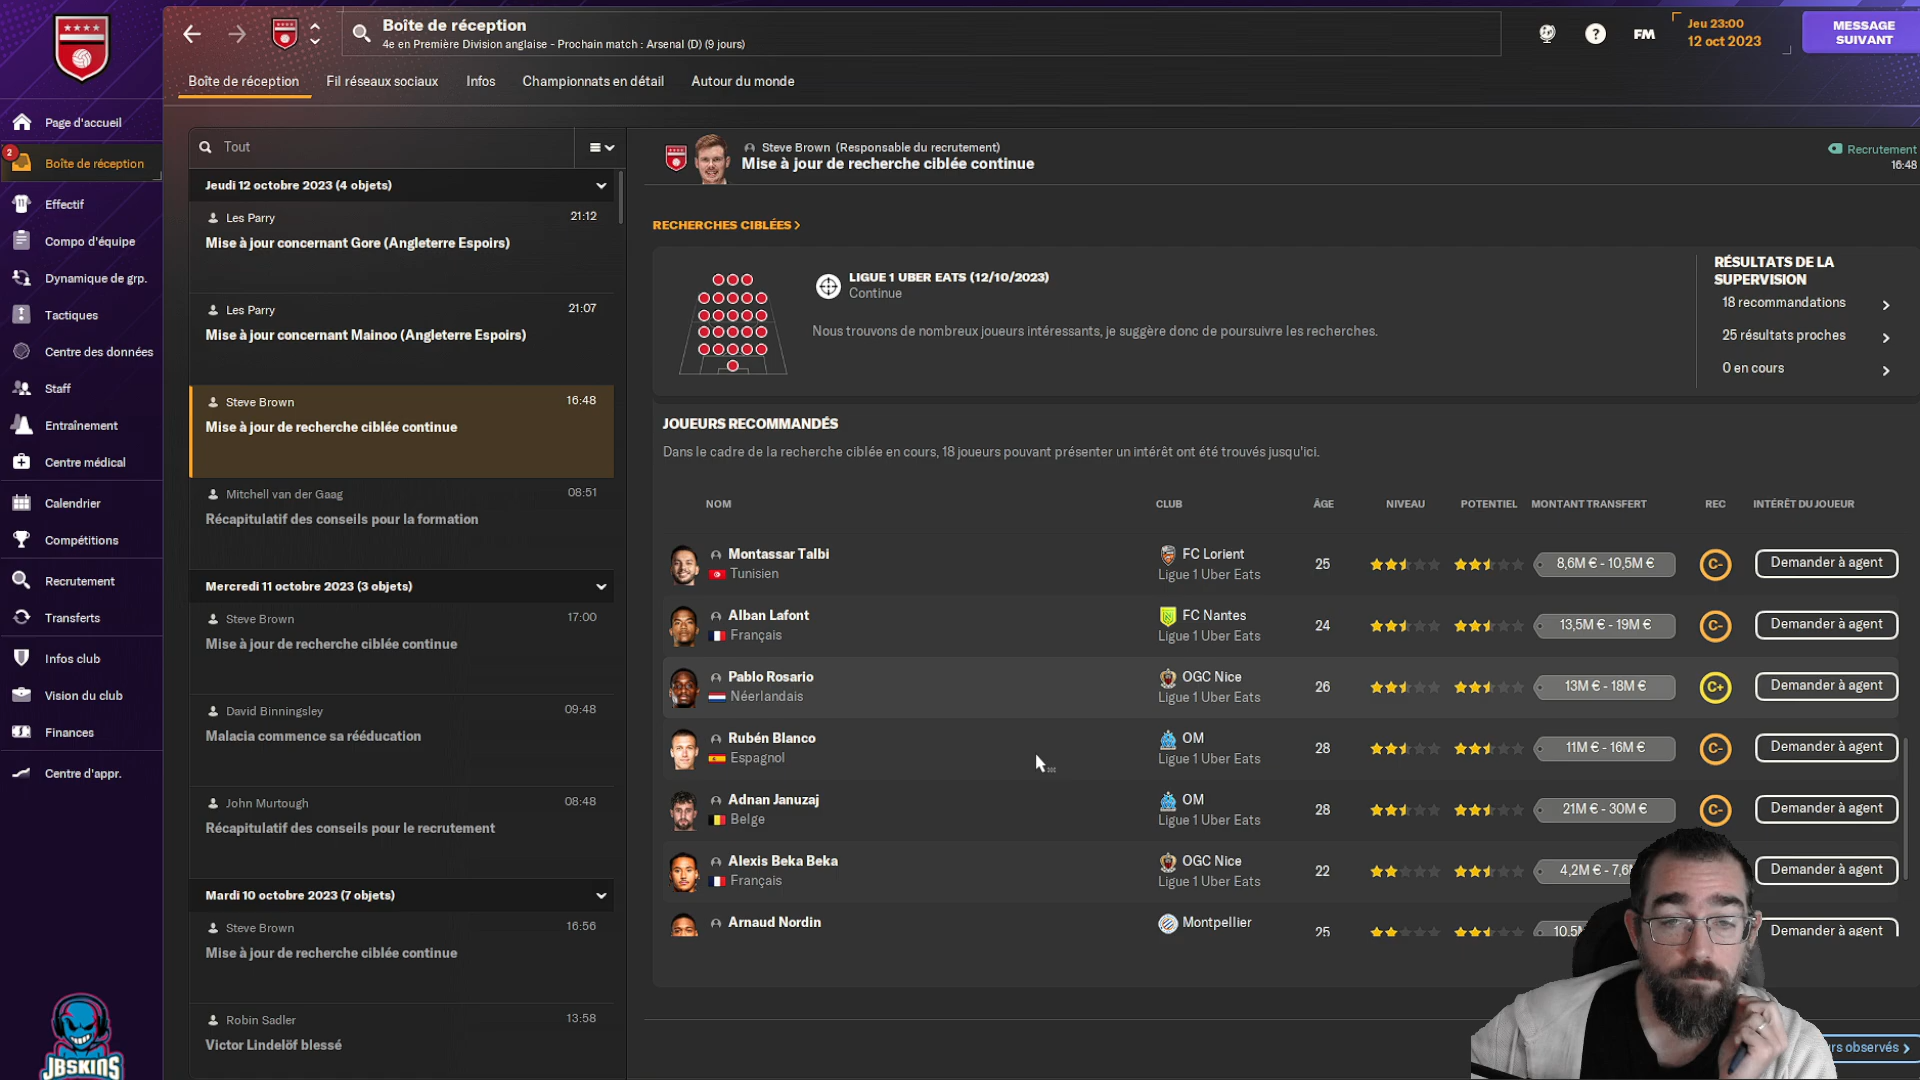 Boîte de réception
4e en Première Division anglaise - Prochain match : Arsenal (D) (9 jours)
FM
Jeu 23:00
12 oct 2023
MESSAGE
SUIVANT
Boîte de réception
Fil réseaux sociaux
Infos
Championnats en détail
Autour du monde
Page d'accueil
2
Boîte de réception
Effectif
Compo d'équipe
Dynamique de grp.
Tactiques
Centre des données
Staff
Entraînement
Centre médical
Calendrier
Compétitions
Recrutement
Transferts
Infos club
Vision du club
Finances
Centre d'appr.
JBSKINS
Tout
Jeudi 12 octobre 2023 (4 objets)
Les Parry
21:12
Mise à jour concernant Gore (Angleterre Espoirs)
Les Parry
21:07
Mise à jour concernant Mainoo (Angleterre Espoirs)
Steve Brown
16:48
Mise à jour de recherche ciblée continue
Mitchell van der Gaag
08:51
Récapitulatif des conseils pour la formation
Mercredi 11 octobre 2023 (3 objets)
Steve Brown
17:00
Mise à jour de recherche ciblée continue
David Binningsley
09:48
Malacia commence sa rééducation
John Murtough
08:48
Récapitulatif des conseils pour le recrutement
Mardi 10 octobre 2023 (7 objets)
Steve Brown
16:56
Mise à jour de recherche ciblée continue
Robin Sadler
13:58
Victor Lindelöf blessé
Steve Brown (Responsable du recrutement)
Mise à jour de recherche ciblée continue
Recrutement
16:48
RECHERCHES CIBLÉES >
LIGUE 1 UBER EATS (12/10/2023)
Continue
Nous trouvons de nombreux joueurs intéressants, je suggère donc de poursuivre les recherches.
RÉSULTATS DE LA
SUPERVISION
18 recommandations
25 résultats proches
0 en cours
JOUEURS RECOMMANDÉS
Dans le cadre de la recherche ciblée en cours, 18 joueurs pouvant présenter un intérêt ont été trouvés jusqu'ici.
NOM CLUB ÂGE NIVEAU POTENTIEL MONTANT TRANSFERT REC INTÉRÊT DU JOUEUR
Montassar Talbi FC Lorient
Tunisien Ligue 1 Uber Eats 25 8,6M € - 10,5M € C- Demander à agent
Alban Lafont FC Nantes
Français Ligue 1 Uber Eats 24 13,5M € - 19M € C- Demander à agent
Pablo Rosario OGC Nice
Néerlandais Ligue 1 Uber Eats 26 13M € - 18M € C+ Demander à agent
Rubén Blanco OM
Espagnol Ligue 1 Uber Eats 28 11M € - 16M € C- Demander à agent
Adnan Januzaj OM
Belge Ligue 1 Uber Eats 28 21M € - 30M € C- Demander à agent
Alexis Beka Beka OGC Nice
Français Ligue 1 Uber Eats 22 4,2M € - 7,6 Demander à agent
Arnaud Nordin Montpellier
25 10,5 Demander à agent
observés >